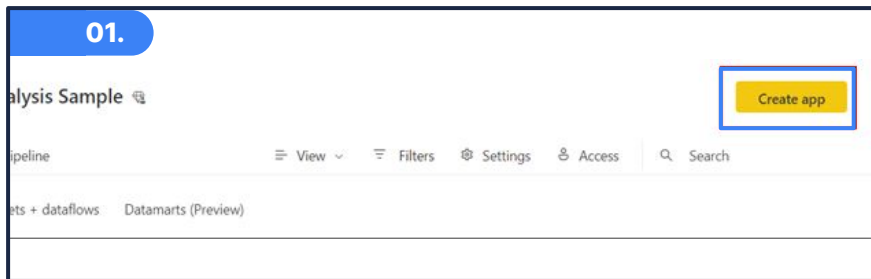 01.
alysis Sample
Create app
ipeline View Filters Settings Access Search
ets + dataflows Datamarts (Preview)